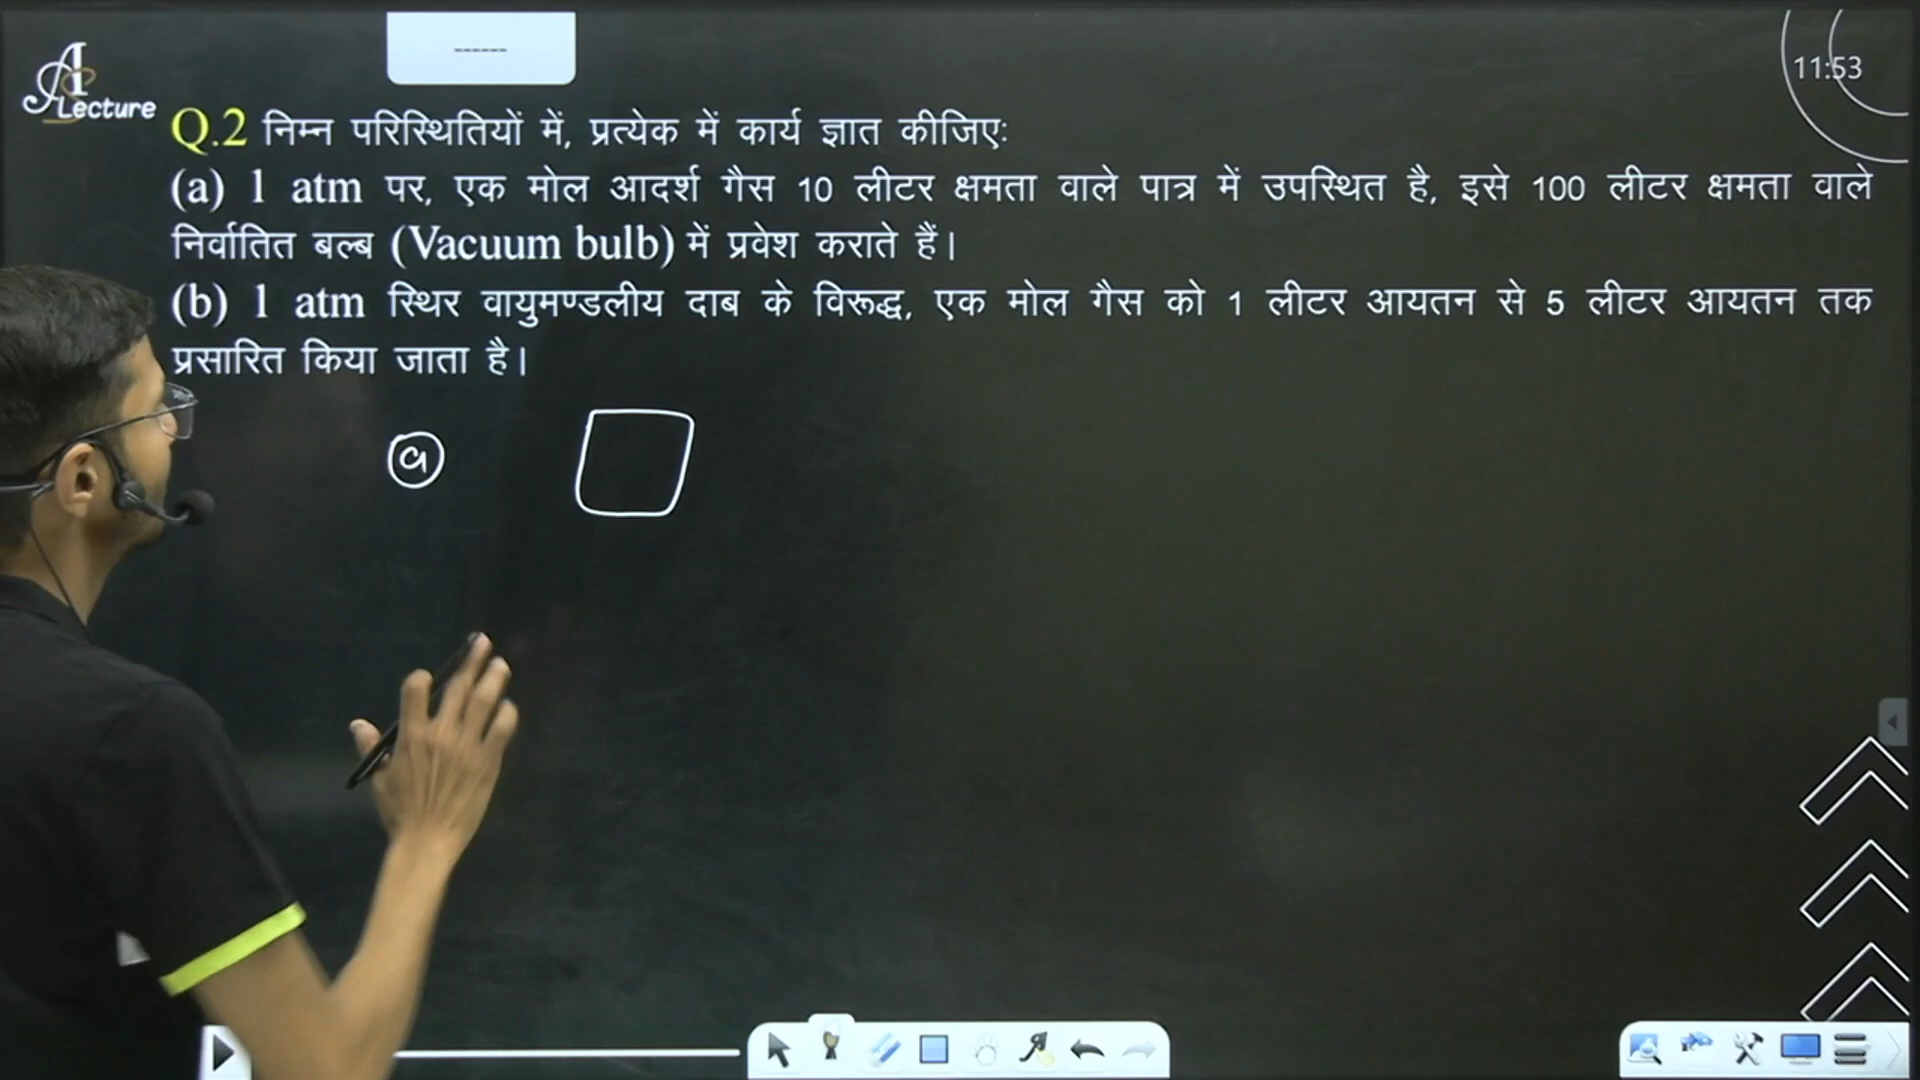 A
S
Lecture
------
11:53
Q.2 निम्न परिस्थितियों में, प्रत्येक में कार्य ज्ञात कीजिए:
(a) 1 atm पर, एक मोल आदर्श गैस 10 लीटर क्षमता वाले पात्र में उपस्थित है, इसे 100 लीटर क्षमता वाले
निर्वातित बल्ब (Vacuum bulb) में प्रवेश कराते हैं।
(b) 1 atm स्थिर वायुमण्डलीय दाब के विरूद्ध, एक मोल गैस को 1 लीटर आयतन से 5 लीटर आयतन तक
प्रसारित किया जाता है।
a